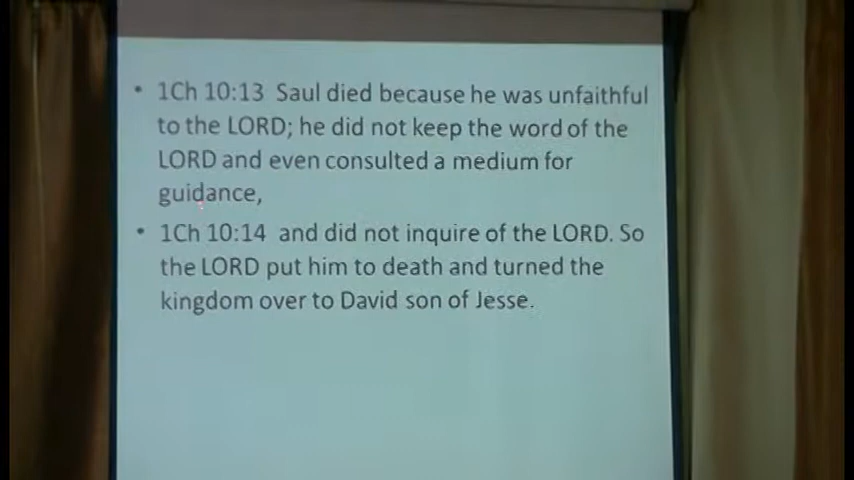 • 1Ch 10:13 Saul died because he was unfaithful
to the LORD; he did not keep the word of the
LORD and even consulted a medium for
guidance,
• 1Ch 10:14 and did not inquire of the LORD. So
the LORD put him to death and turned the
kingdom over to David son of Jesse.